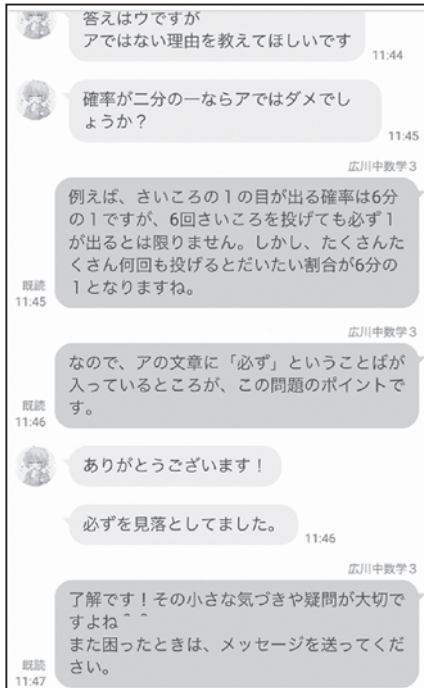 答えはウですが
アではない理由を教えてほしいです
11:44
確率が二分の一ならアではダメでし
ょうか?
11:45
広川中数学3
例えば、さいころの1の目が出る確率は6分
の1ですが、6回さいころを投げても必ず1
が出るとは限りません。しかし、たくさんた
くさん何回も投げるとだいたい割合が6分の
1となりますね。
既読
11:45
広川中数学3
なので、アの文章に「必ず」ということばが
入っているところが、この問題のポイントで
す。
既読
11:46
ありがとうございます!
必ずを見落としてました。
11:46
広川中数学3
了解です!その小さな気づきや疑問が大切で
すよね^ ^
また困ったときは、メッセージを送ってくだ
さい。
既読
11:47